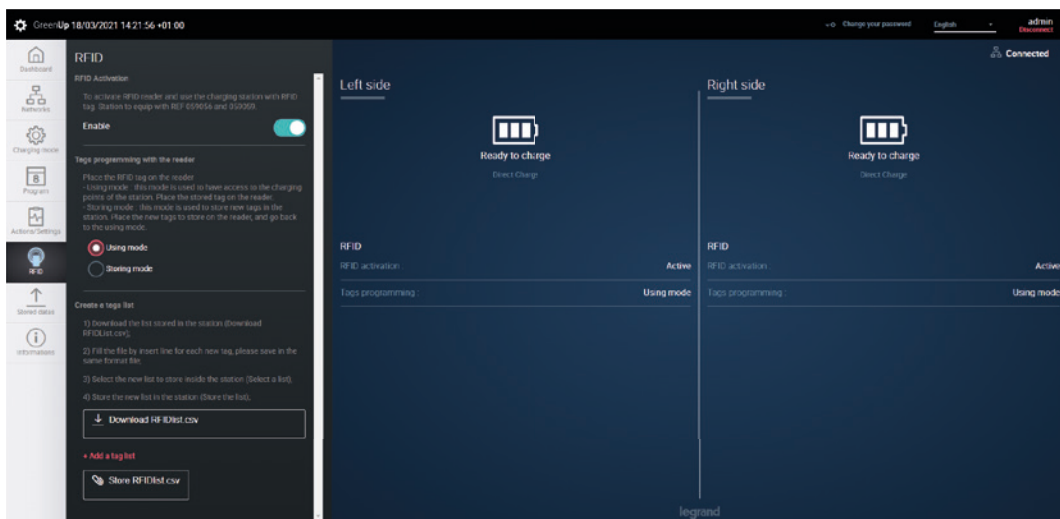 GreenUp 18/03/2021 14:21:56 +01:00
Change your password
English
admin
Disconnect
Dashboard
Networks
Charging mode
8
Program
Actions/Settings
RFID
Stored datas
Informations
RFID
RFID Activation
To activate RFID reader and use the charging station with RFID
tag. Station to equip with REF 059056 and
Enable
Tags programming with the reader
Place the RFID tag on the reader
- Using mode : this mode is used to have access to the charging
points of the station. Place the stored tag on the reader.
- Storing mode : this mode is used to store new tags in the
station. Place the new tags to store on the reader, and go back
to the using mode.
Using mode
Storing mode
Create a tags list
1) Download the list stored in the station (Download
RFIDList.csv);
2) Fill the file by insert line for each new tag, please save in the
same format file;
3) Select the new list to store inside the station (Select a list);
4) Store the new list in the station (Store the list);
Download RFIDlist.csv
+ Add a tag list
Store RFIDlist.csv
Connected
Left side
Ready to charge
Direct Charge
RFID
RFID activation :
Active
Tags programming :
Using mode
Right side
Ready to charge
Direct Charge
RFID
RFID activation :
Active
Tags programming :
Using mode
legrand